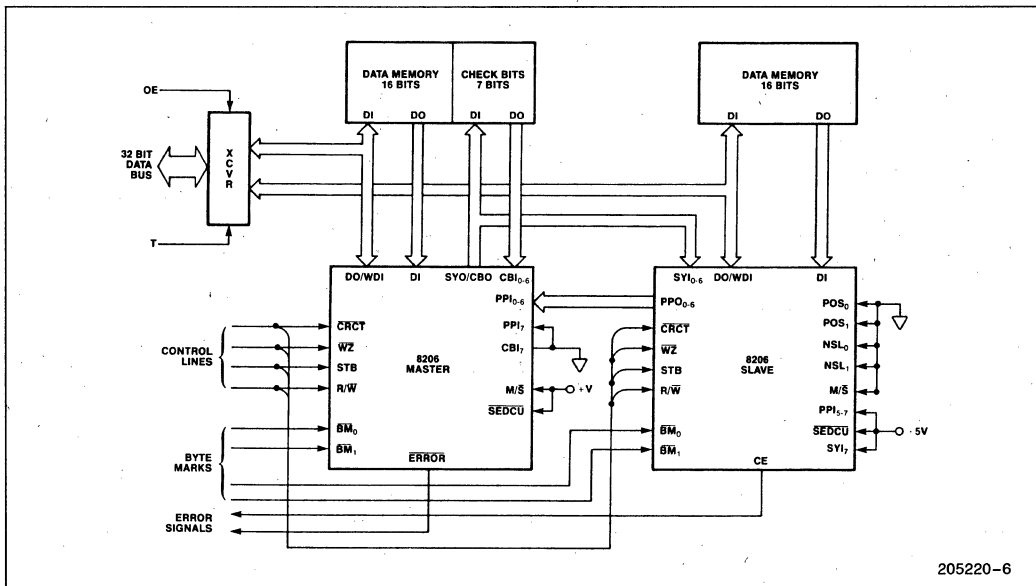 DATA MEMORY
16 BITS
DI DO
CHECK BITS
7 BITS
DI DO
DATA MEMORY
16 BITS
DI DO
OE
XCVR
32 BIT
DATA
BUS
T
DO/WDI DI SYO/CBO CBI0-6
PPI0-6
CRCT
WZ
STB
R/W
BM0
BM1
PPI7
CBI7
8206
MASTER
M/S
+V
SEDCU
ERROR
CONTROL
LINES
BYTE
MARKS
ERROR
SIGNALS
SYI0-6 DO/WDI DI
PPO0-6
CRCT
WZ
STB
R/W
BM0
BM1
8206
SLAVE
POS0
POS1
NSL0
NSL1
M/S
PPI5-7
SEDCU
5V
SYI7
CE
205220-6